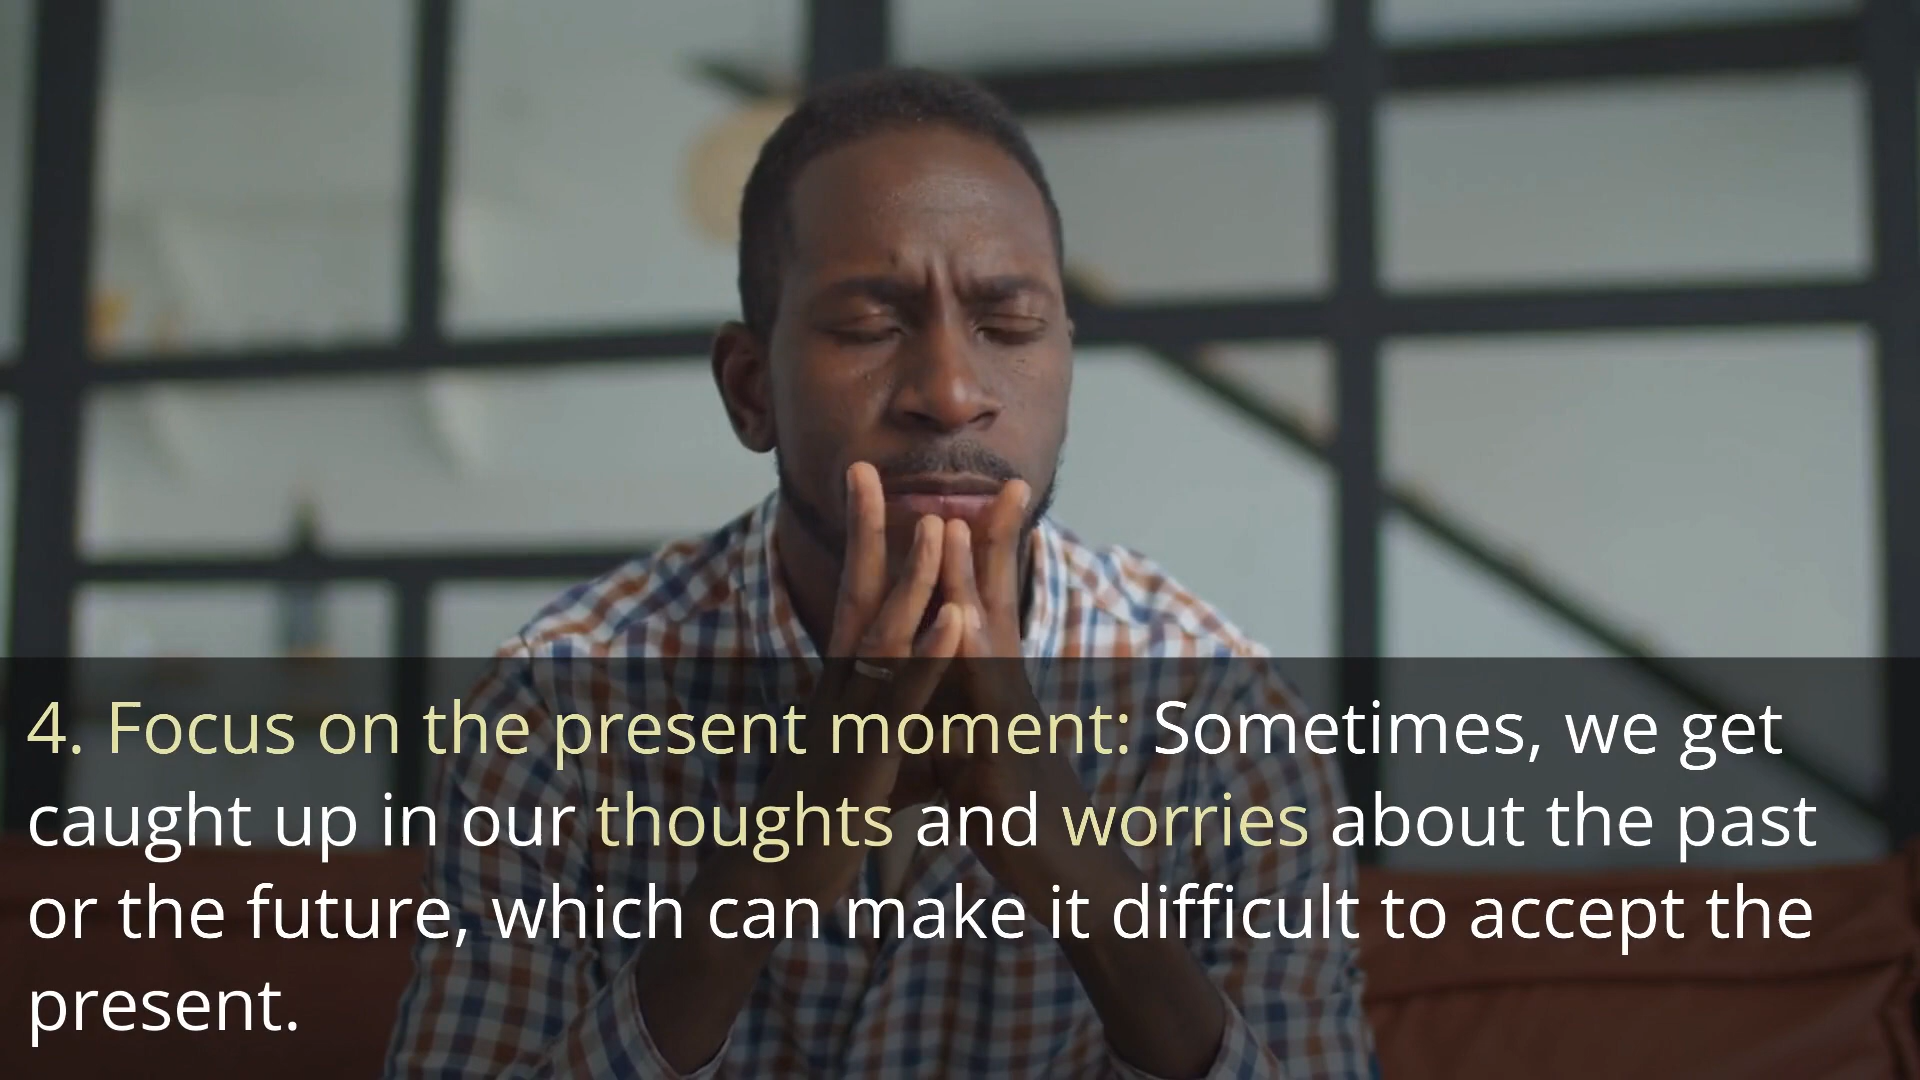 4. Focus on the present moment: Sometimes, we get
caught up in our thoughts and worries about the past
or the future, which can make it difficult to accept the
present.